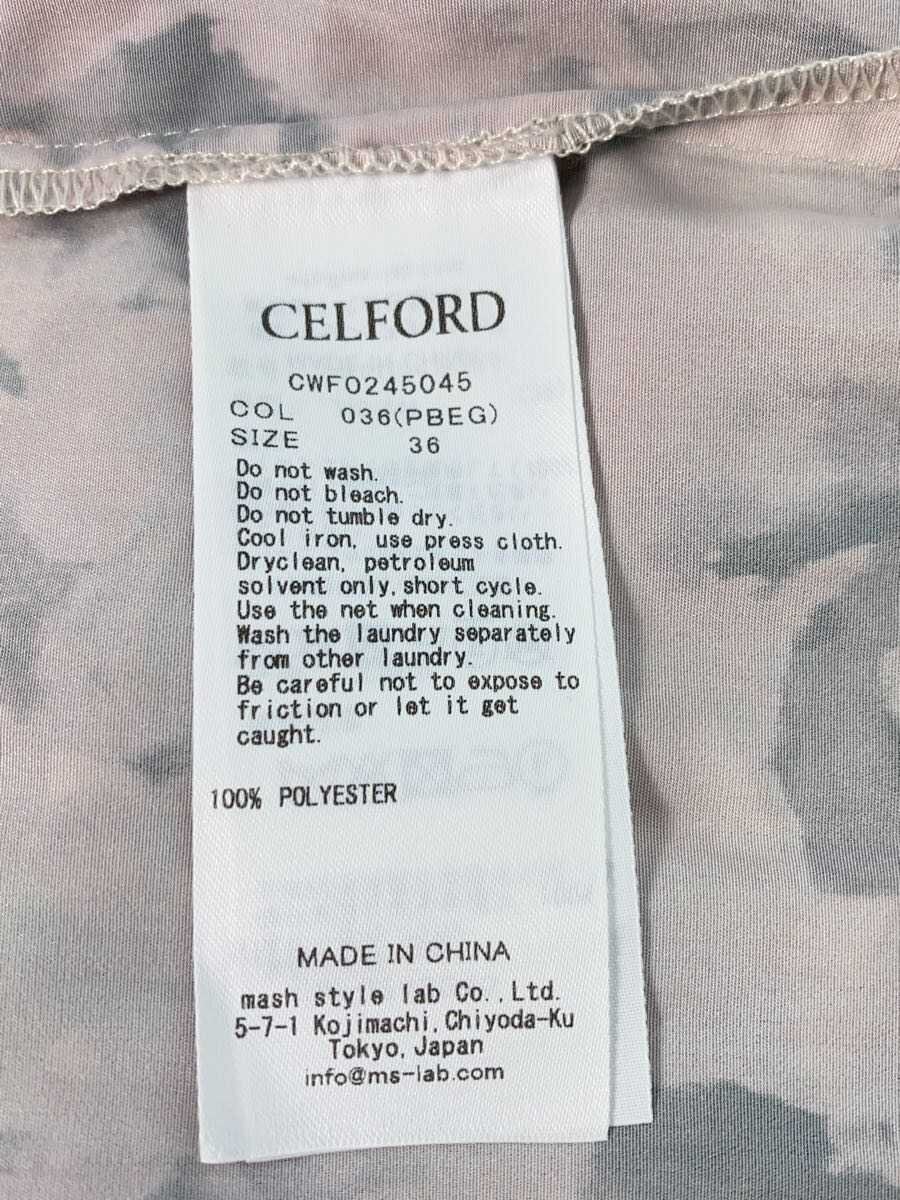 CELFORD
CWFO245045
COL 036(PBEG)
SIZE 36
Do not wash.
Do not bleach.
Do not tumble dry.
Cool iron, use press cloth.
Dryclean, petroleum
solvent only, short cycle.
Use the net when cleaning.
Wash the laundry separately
from other laundry.
Be careful not to expose to
friction or let it get
caught.
100% POLYESTER
MADE IN CHINA
mash style lab Co.,Ltd.
5-7-1 Kojimachi,Chiyoda-Ku
Tokyo,Japan
info@ms-lab.com